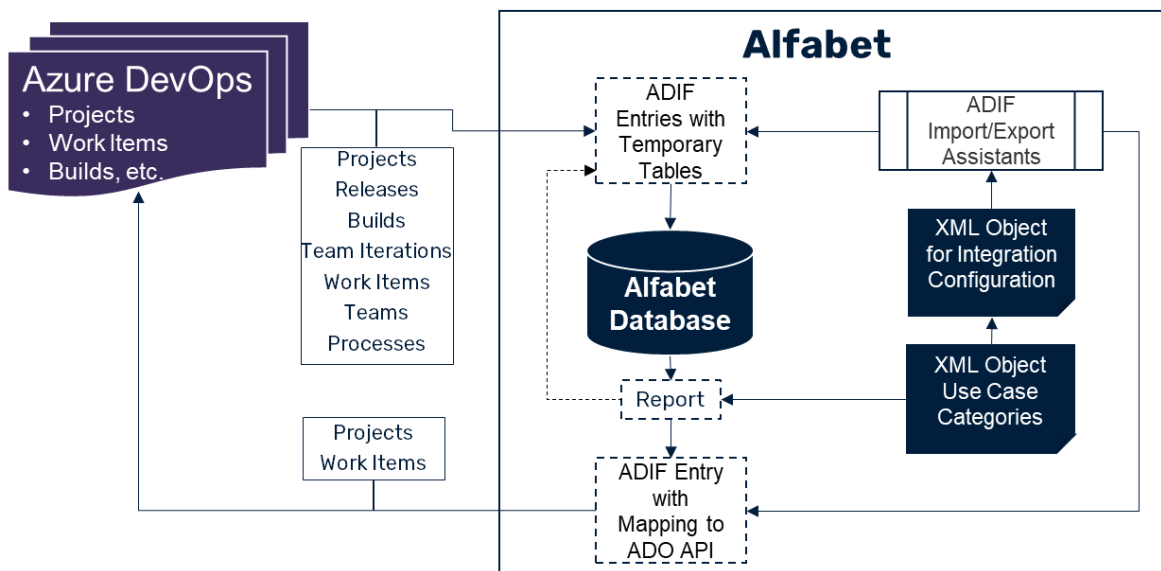 Alfabet
Azure DevOps
• Projects
• Work Items
• Builds, etc.
Projects
Releases
Builds
Team Iterations
Work Items
Teams
Processes
Projects
Work Items
ADIF
Entries with
Temporary
Tables
Alfabet
Database
Report
ADIF Entry
with
Mapping to
ADO API
ADIF
Import/Export
Assistants
XML Object
for Integration
Configuration
XML Object
Use Case
Categories